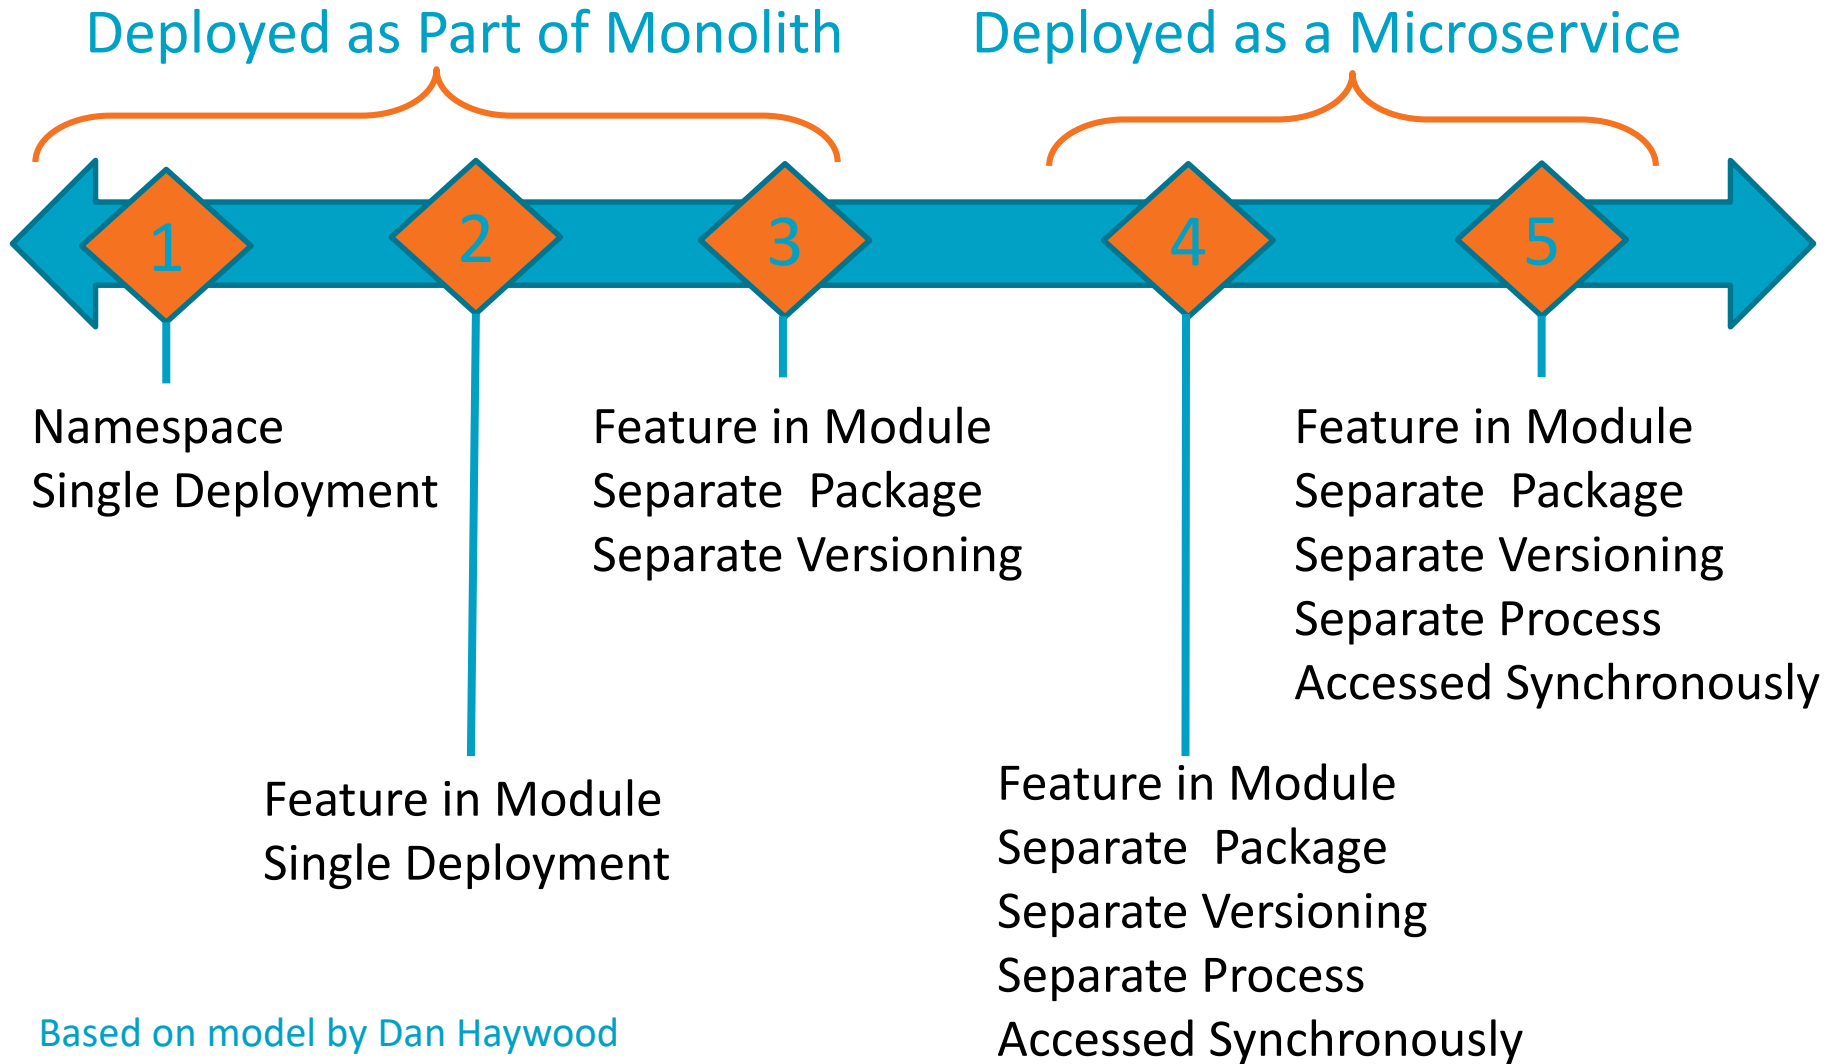 Deployed as Part of Monolith
Deployed as a Microservice
1
2
3
4
5
Namespace
Single Deployment
Feature in Module
Single Deployment
Feature in Module
Separate  Package
Separate Versioning
Feature in Module
Separate  Package
Separate Versioning
Separate Process
Accessed Synchronously
Feature in Module
Separate  Package
Separate Versioning
Separate Process
Accessed Synchronously
Based on model by Dan Haywood